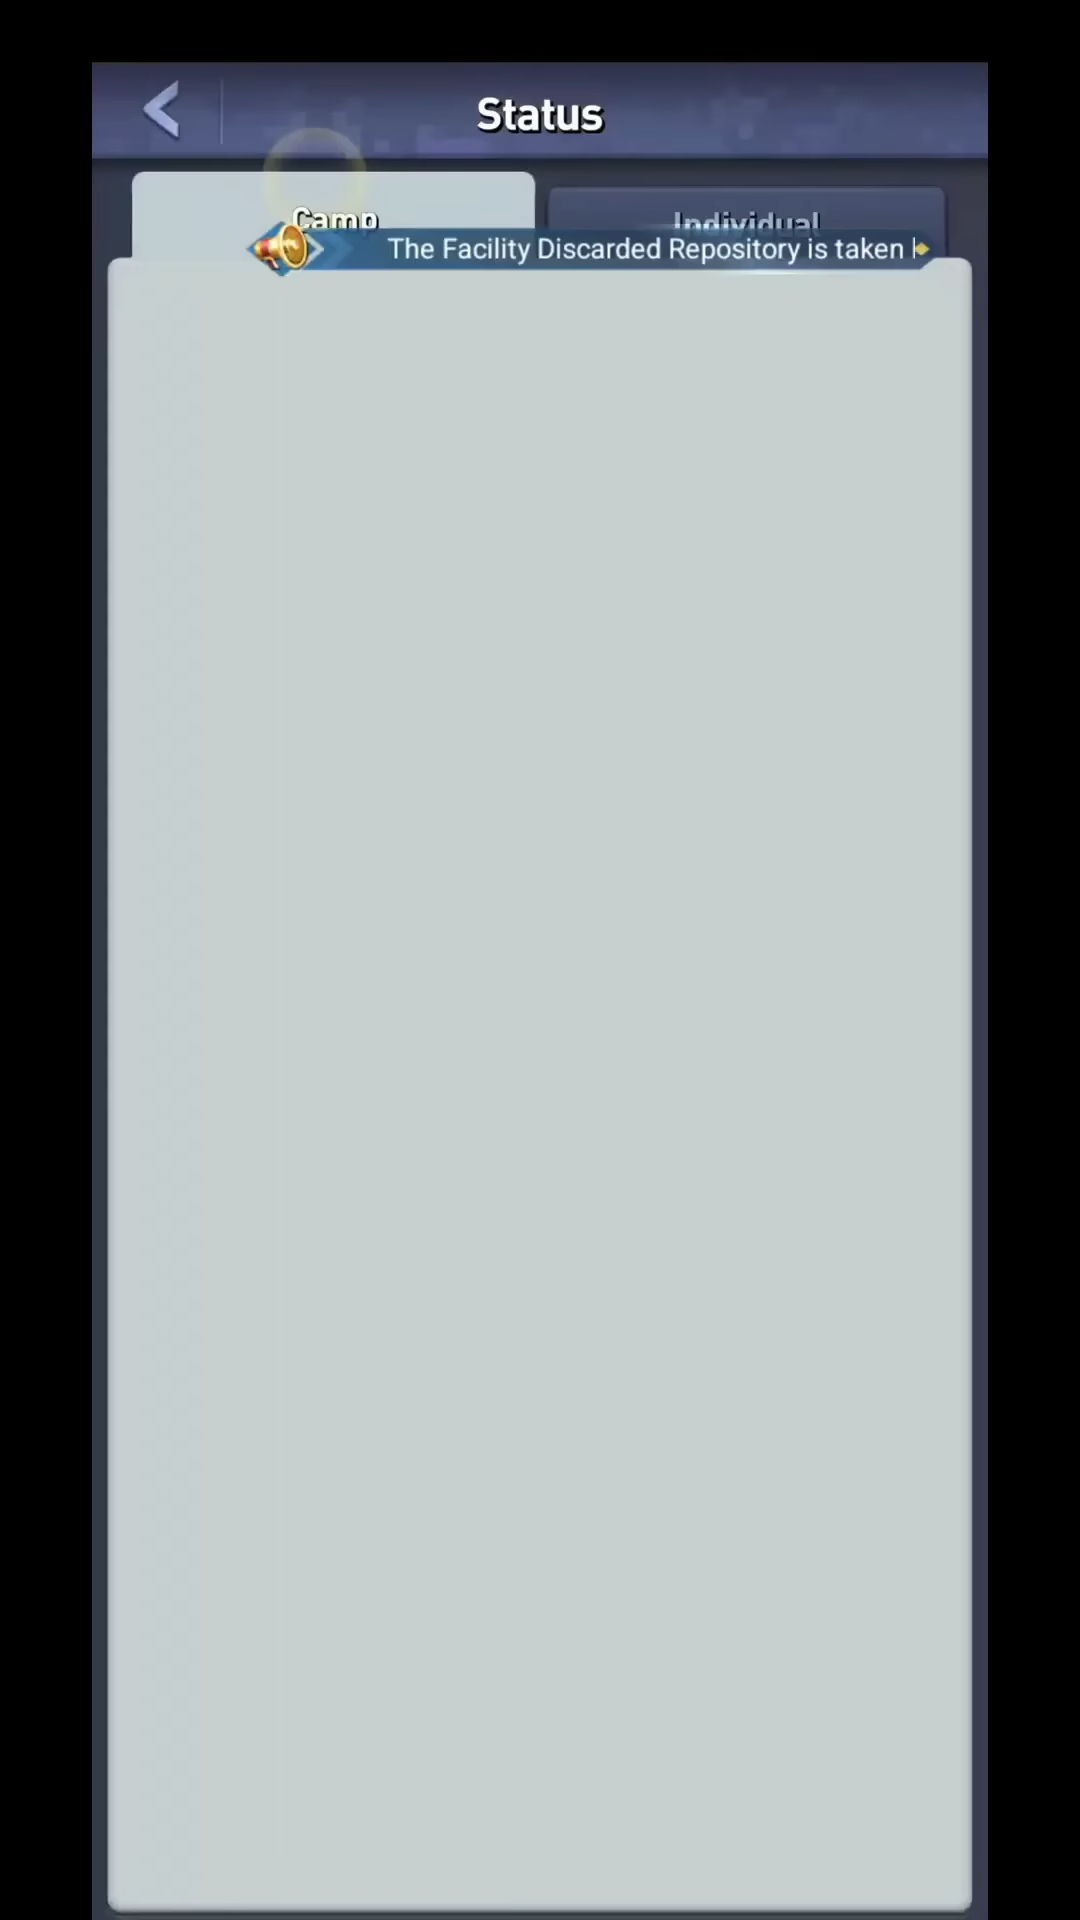 Status
Camp
Individual
The Facility Discarded Repository is taken